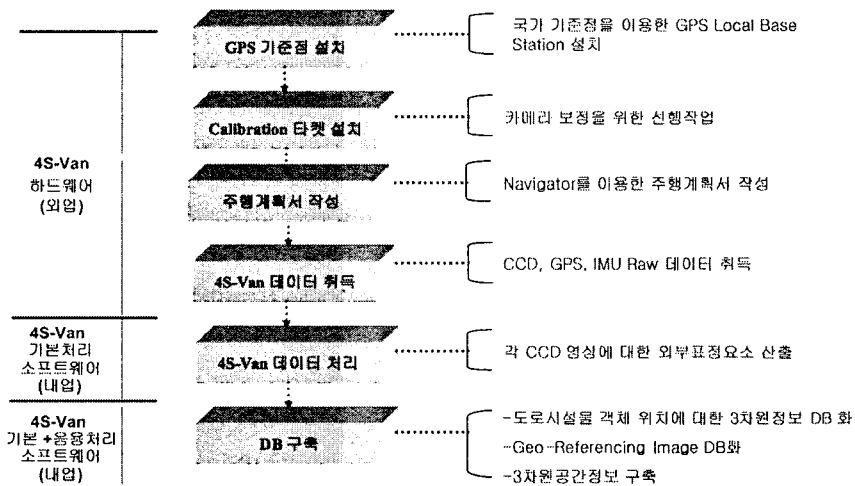 GPS 기준점 설치
국가 기준점을 이용한 GPS Local Base
Station 설치
Calibration 타켓 설치
카메라 보정을 위한 선행작업
4S-Van
하드웨어
(외업)
주행계획서 작성
Navigator를 이용한 주행계획서 작성
4S-Van 데이터 취득
CCD, GPS, IMU Raw 데이터 취득
4S-Van
기본처리
소프트웨어
(내업)
4S-Van 데이터 처리
각 CCD 영상에 대한 외부표정요소 산출
4S-Van
기본 +응용처리
소프트웨어
(내업)
DB 구축
-도로시설물 객체 위치에 대한 3차원정보 DB 화
-Geo-Referencing Image DB화
-3차원공간정보 구축